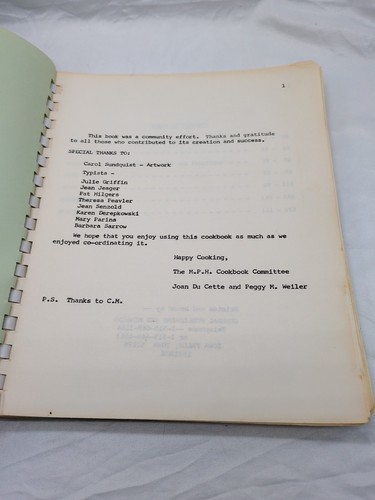 1
This book was a community effort. Thanks and gratitude
to all those who contributed to its creation and success.
SPECIAL THANKS TO:
Carol Sundquist - Artwork
Typists -
Julie Griffin
Jean Jeager
Pat Hilgers
Theresa Peavler
Jean Sensold
Karen Derepkowski
Mary Farina
Barbara Sarrow
We hope that you enjoy using this cookbook as much as we
enjoyed co-ordinating it.
Happy Cooking,
The M.P.H. Cookbook Committee
Joan Du Cette and Peggy M. Weiler
P.S. Thanks to C.M.